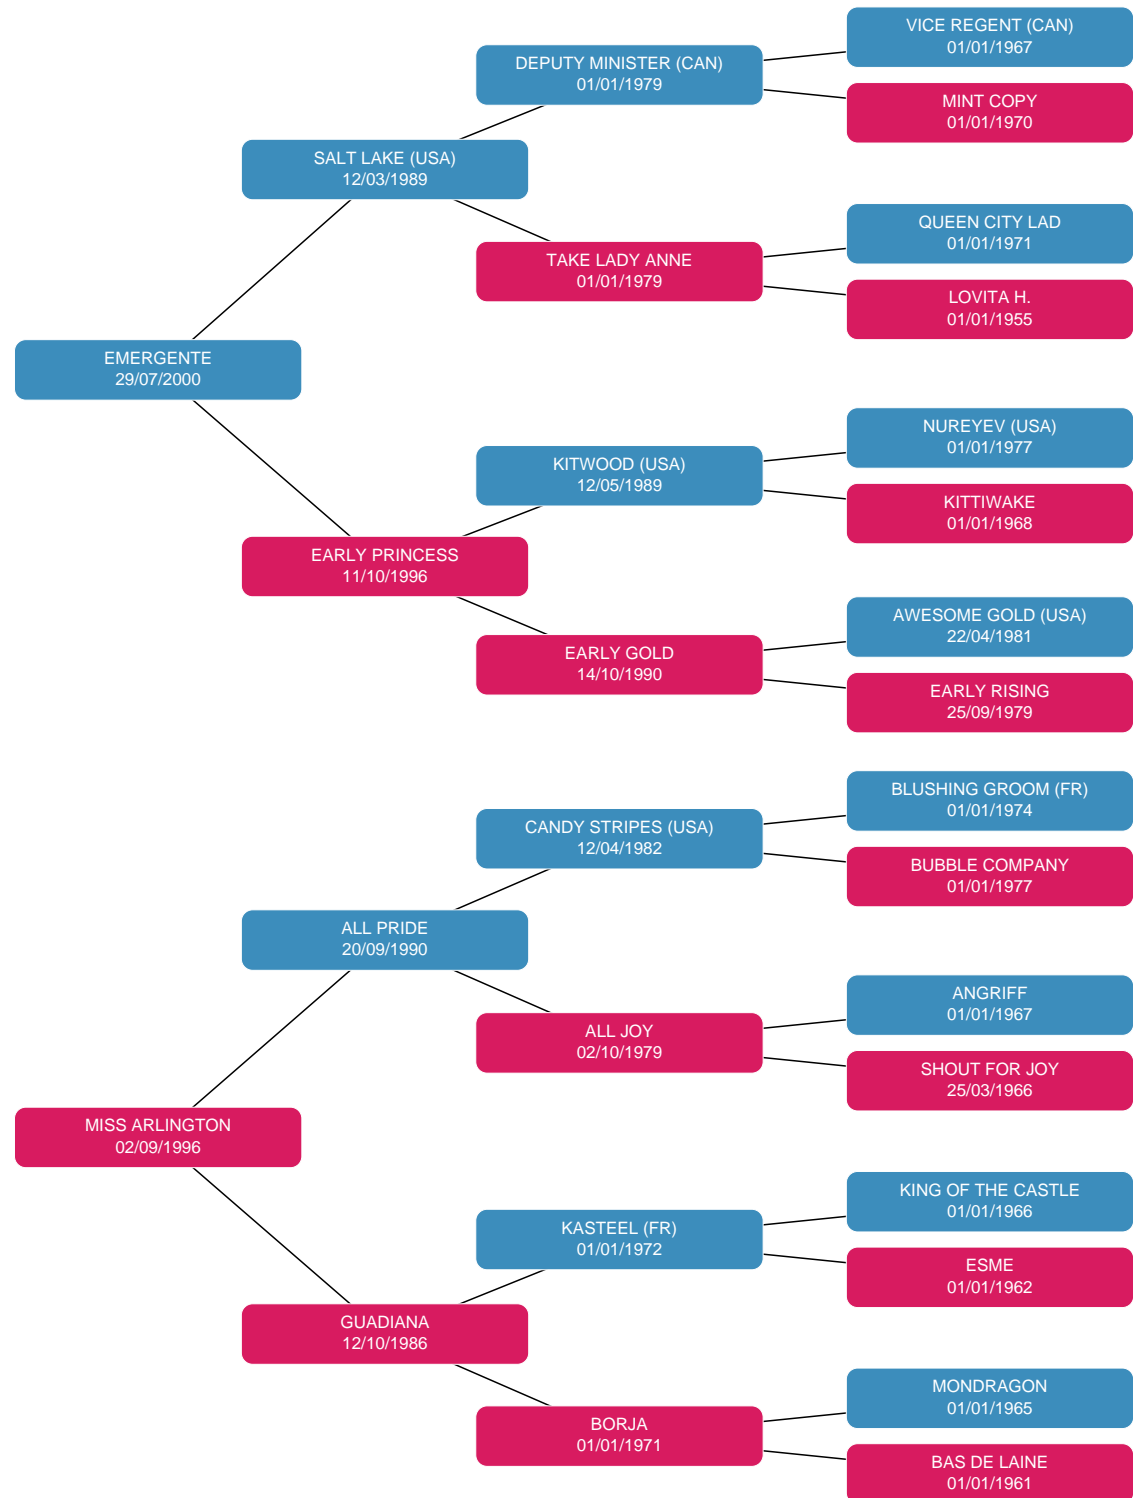 VICE REGENT (CAN)
01/01/1967
DEPUTY MINISTER (CAN)
01/01/1979
MINT COPY
01/01/1970
SALT LAKE (USA)
12/03/1989
QUEEN CITY LAD
01/01/1971
TAKE LADY ANNE
01/01/1979
LOVITA H.
01/01/1955
EMERGENTE
29/07/2000
NUREYEV (USA)
01/01/1977
KITWOOD (USA)
12/05/1989
KITTIWAKE
01/01/1968
EARLY PRINCESS
11/10/1996
AWESOME GOLD (USA)
22/04/1981
EARLY GOLD
14/10/1990
EARLY RISING
25/09/1979
BLUSHING GROOM (FR)
01/01/1974
CANDY STRIPES (USA)
12/04/1982
BUBBLE COMPANY
01/01/1977
ALL PRIDE
20/09/1990
ANGRIFF
01/01/1967
ALL JOY
02/10/1979
SHOUT FOR JOY
25/03/1966
MISS ARLINGTON
02/09/1996
KING OF THE CASTLE
01/01/1966
KASTEEL (FR)
01/01/1972
ESME
01/01/1962
GUADIANA
12/10/1986
MONDRAGON
01/01/1965
BORJA
01/01/1971
BAS DE LAINE
01/01/1961